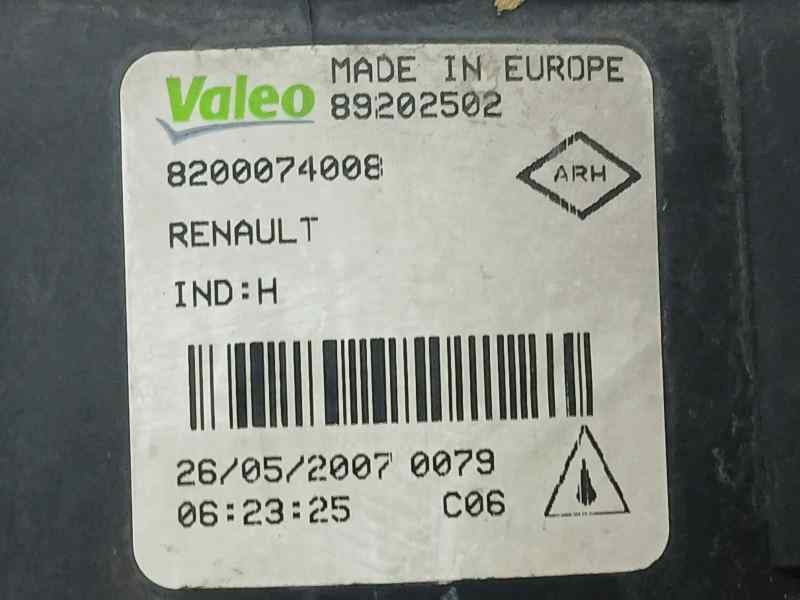 Valeo MADE IN EUROPE
89202502
8200074008 ARH
RENAULT
IND:H
26/05/2007 0079
06:23:25 C06